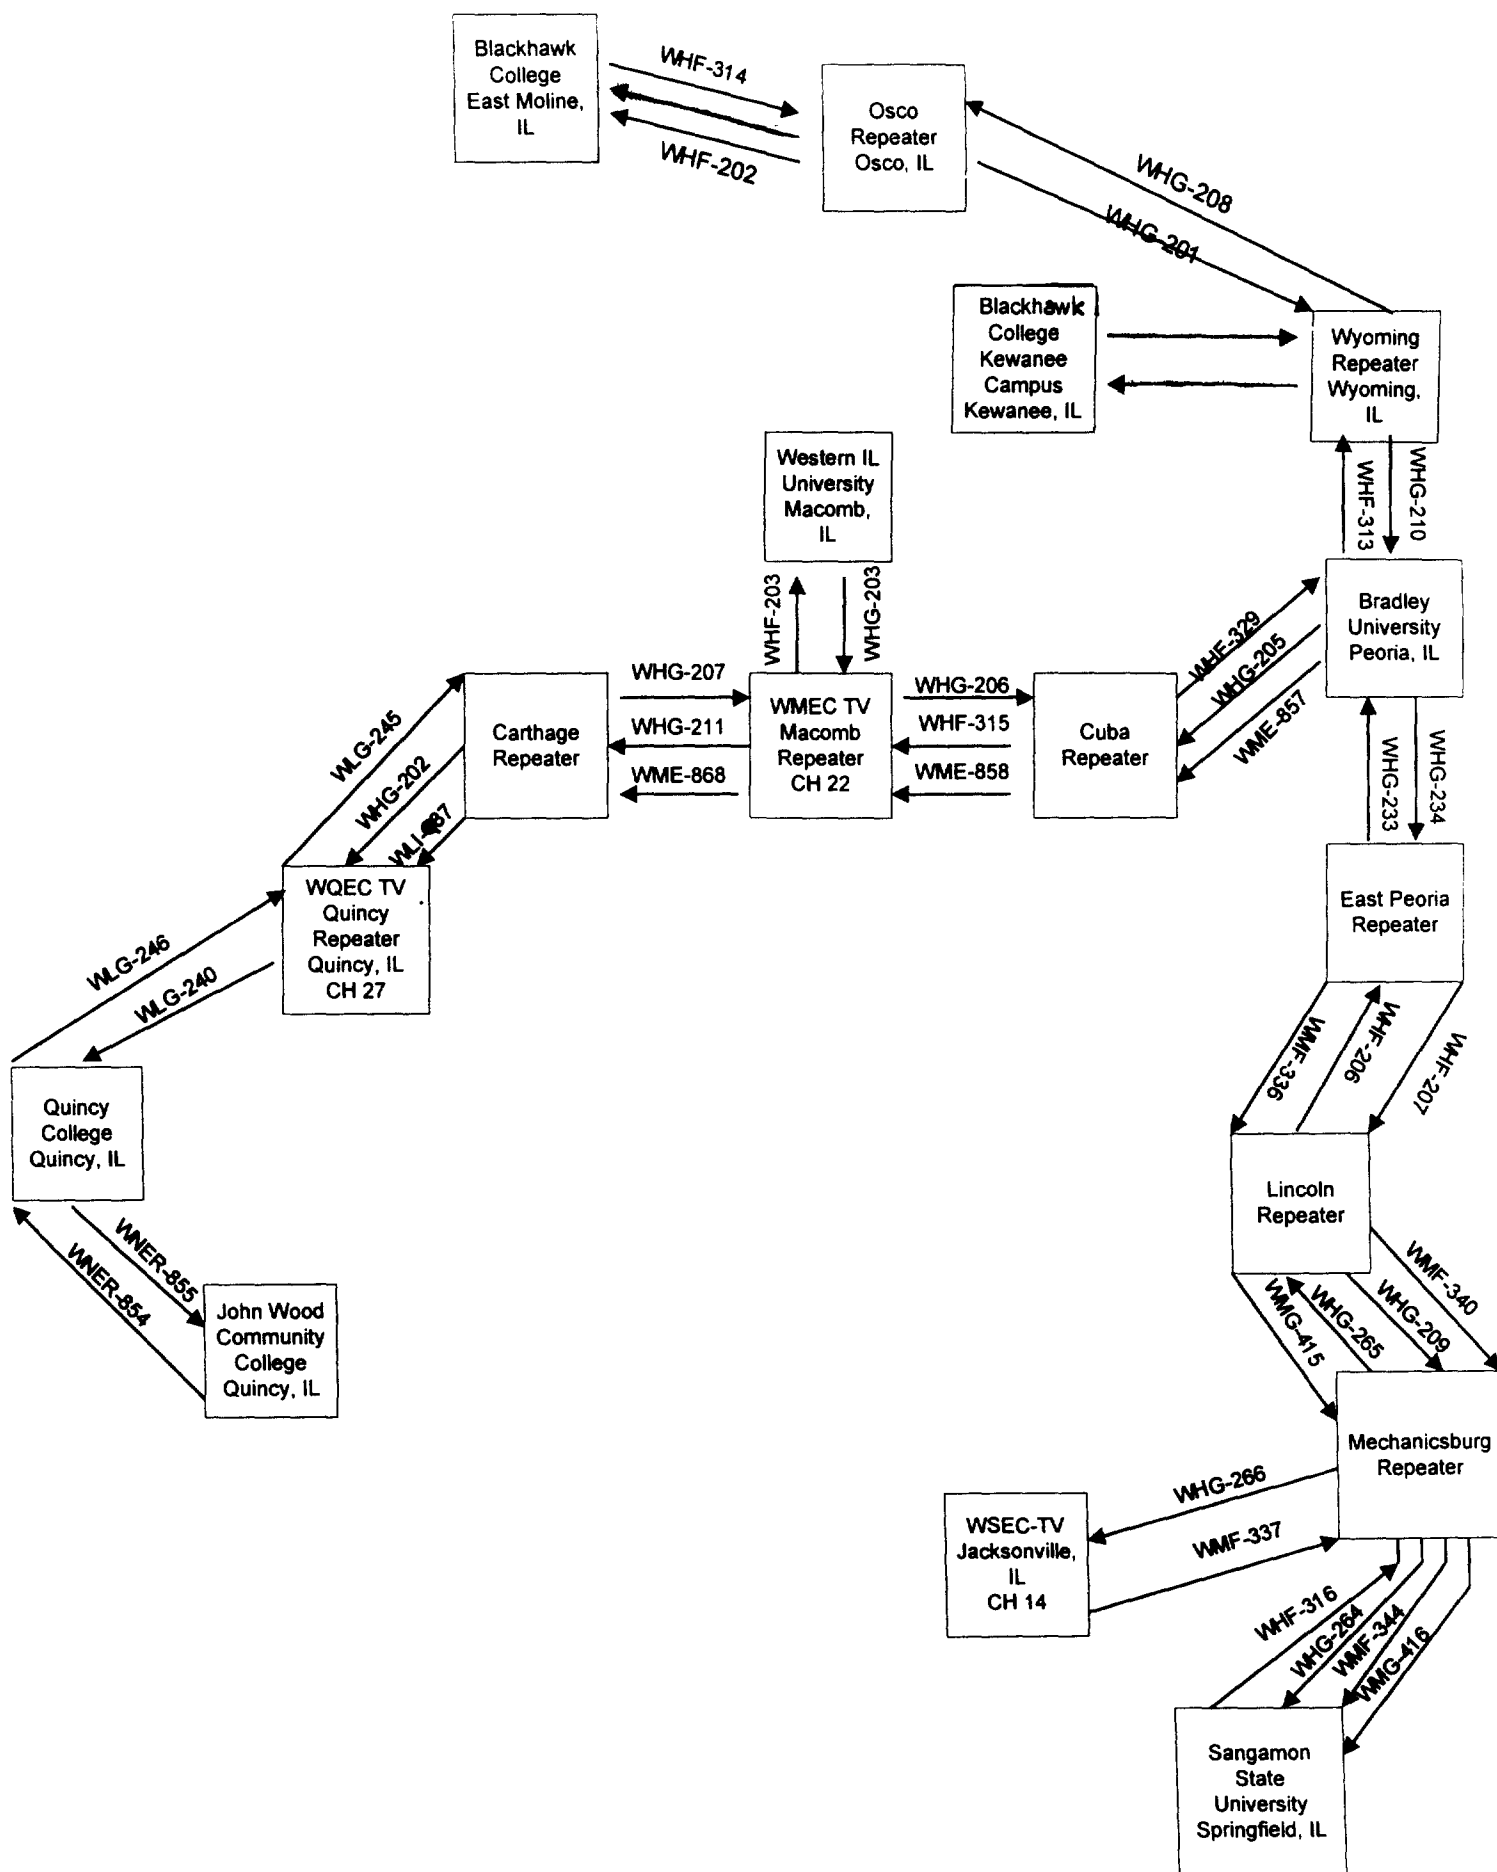 Blackhawk
College
East Moline,
IL
WHF-314
WHF-202
Osco
Repeater
Osco, IL
WHG-208
WHG-201
Blackhawk
College
Kewanee
Campus
Kewanee, IL
Wyoming
Repeater
Wyoming,
IL
WHF-313
WHG-210
Western IL
University
Macomb,
IL
WHF-203
WHG-203
Bradley
University
Peoria, IL
WHF-329
WHG-205
WME-857
WLG-245
WHG-202
Carthage
Repeater
WHG-207
WHG-211
WME-868
WMEC TV
Macomb
Repeater
CH 22
WHG-206
WHF-315
WME-858
Cuba
Repeater
WHG-233
WHG-234
WQEC TV
Quincy
Repeater
Quincy, IL
CH 27
East Peoria
Repeater
WLG-246
WLG-240
WMF-336
WHF-206
WHF-207
Quincy
College
Quincy, IL
Lincoln
Repeater
WNER-855
WNER-854
John Wood
Community
College
Quincy, IL
WMG-415
WHG-265
WHG-209
WMF-340
Mechanicsburg
Repeater
WHG-266
WMF-337
WSEC-TV
Jacksonville,
IL
CH 14
WHF-316
WHG-264
WMF-344
WMG-416
Sangamon
State
University
Springfield, IL